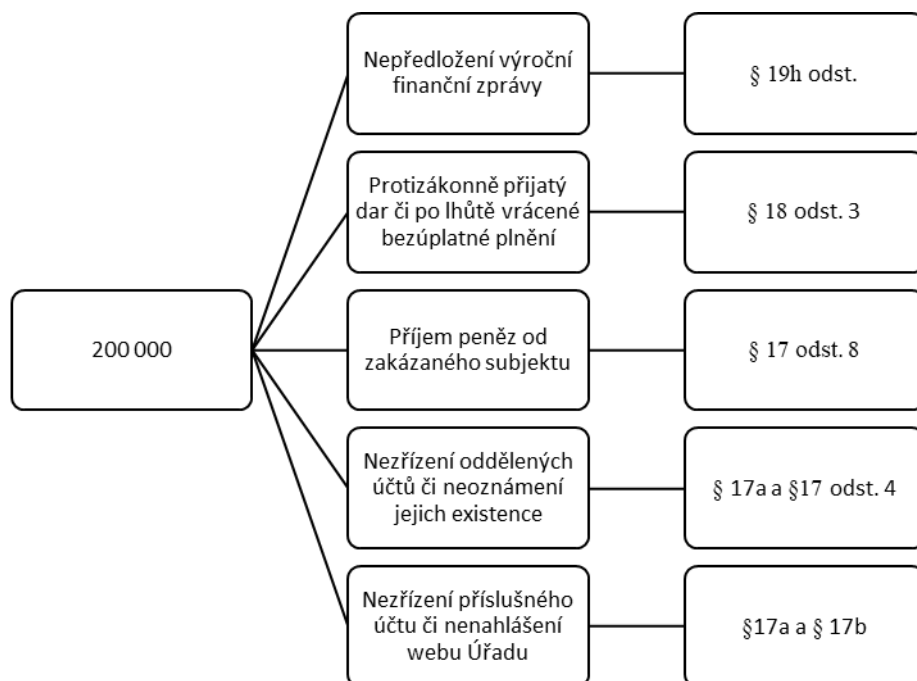 Nepředložení výroční
finanční zprávy
§ 19h odst.
Protizákonně přijatý
dar či po lhůtě vrácené
bezúplatné plnění
§ 18 odst. 3
200 000
Příjem peněz od
zakázaného subjektu
§ 17 odst. 8
Nezřízení oddělených
účtů či neoznámení
jejich existence
§ 17a a §17 odst. 4
Nezřízení příslušného
účtu či nenahlášení
webu Úřadu
§17a a § 17b